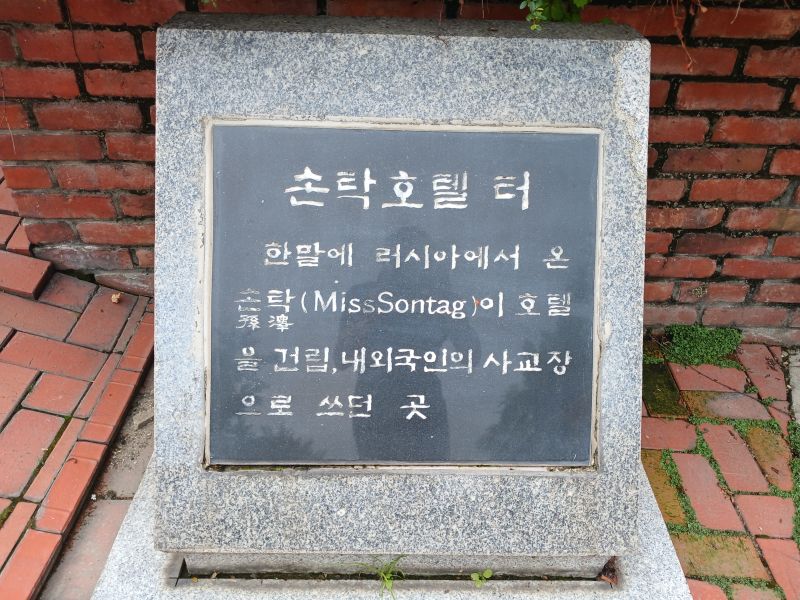 손탁호텔 터
한말에 러시아에서 온
손탁(MissSontag)이 호텔
孫澤
을 건립, 내외국인의 사교장
으로 쓰던 곳